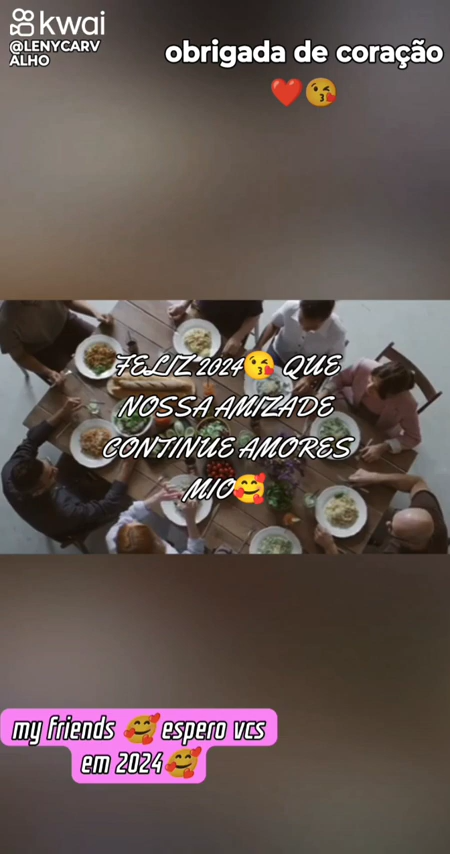 kwai
@LENYCARV
ALHO
obrigada de coração
❤️😘
FELIZ 2024😘 QUE
NOSSA AMIZADE
CONTINUE AMORES
MIO🥰
my friends 🥰 espero vcs
em 2024🥰